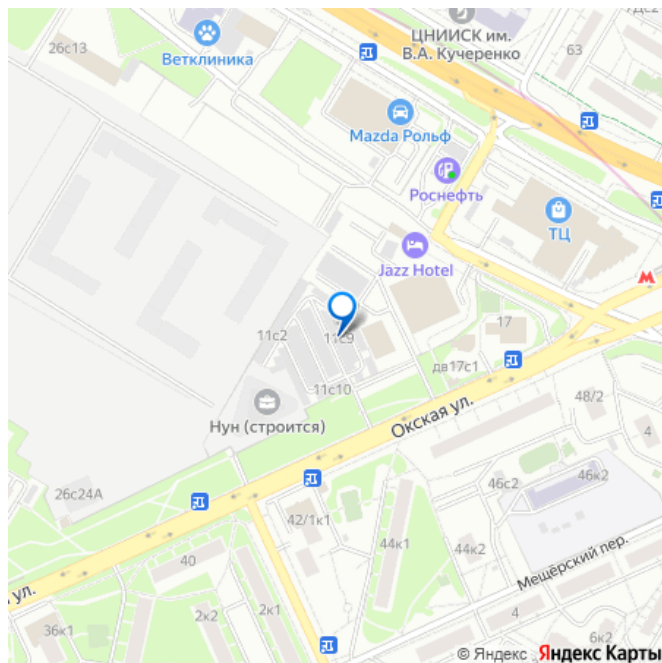 ЦНИИСК им.
В.А. Кучеренко
26с13
Ветклиника
63
Mazda Рольф
Роснефть
ТЦ
Jazz Hotel
17
11с2
11с9
дв17с1
11с10
48/2
Нун (строится)
Окская ул.
4
46с2
46к2
26с24А
42/1к1
44к1
44к2
Мещёрский пер.
40
ул.
2к2
2к1
4
36к1
6к2
© Яндекс Яндекс Карты